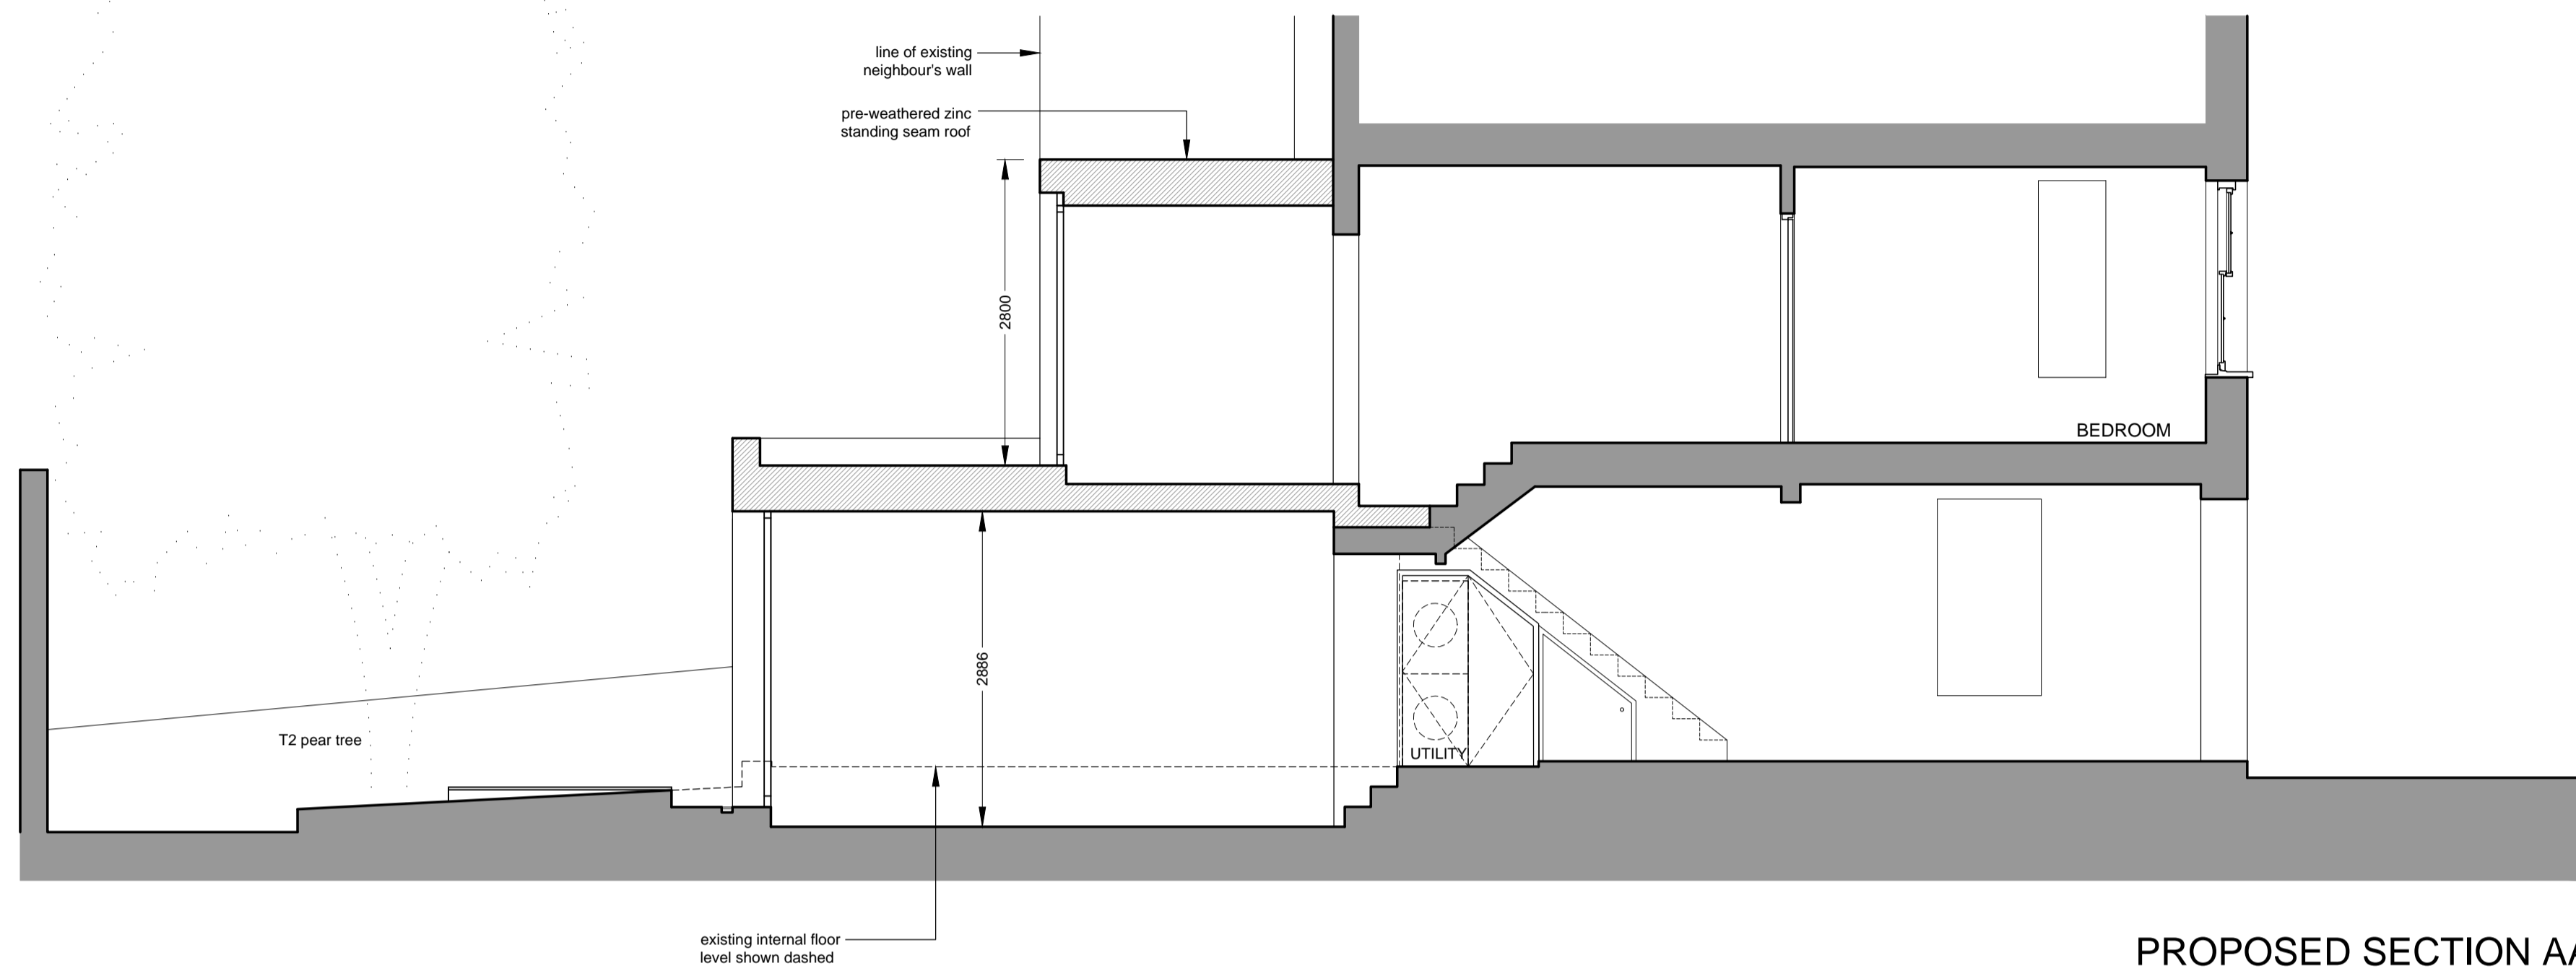 line of existing
neighbour's wall
pre-weathered zinc
standing seam roof
2800
BEDROOM
2886
T2 pear tree
UTILITY
existing internal floor
level shown dashed
PROPOSED SECTION AA